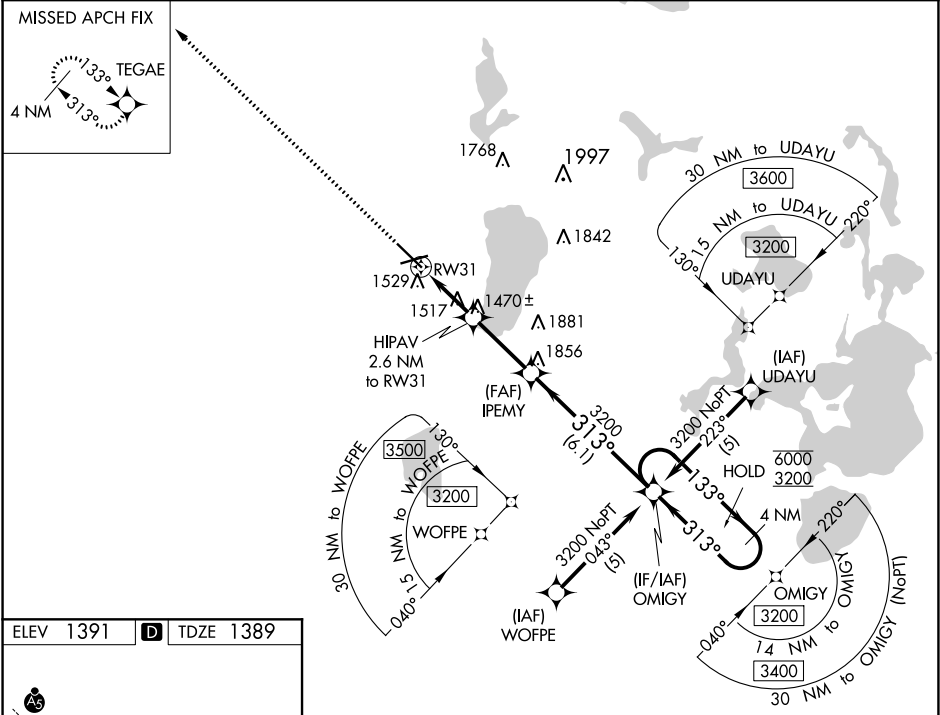 MISSED APCH FIX
TEGAE
133°
4 NM
313°
1768
1997
1842
30 NM to UDAYU
3600
15 NM to UDAYU
3200
220°
130°
UDAYU
RW31
1529
1517
1470±
1881
1856
HIPAV
2.6 NM
to RW31
(FAF)
IPEMY
(IAF)
UDAYU
3200
313°
(6.1)
3200 NoPT
223°
(5)
HOLD
6000
3200
133°
4 NM
313°
30 NM to WOFPE
3500
130°
15 NM to WOFPE
3200
WOFPE
040°
3200 NoPT
043°
(5)
(IF/IAF)
OMIGY
(IAF)
WOFPE
220°
OMIGY
3200
14 NM to OMIGY
040°
3400
30 NM to OMIGY (NoPT)
ELEV 1391 D TDZE 1389
A5